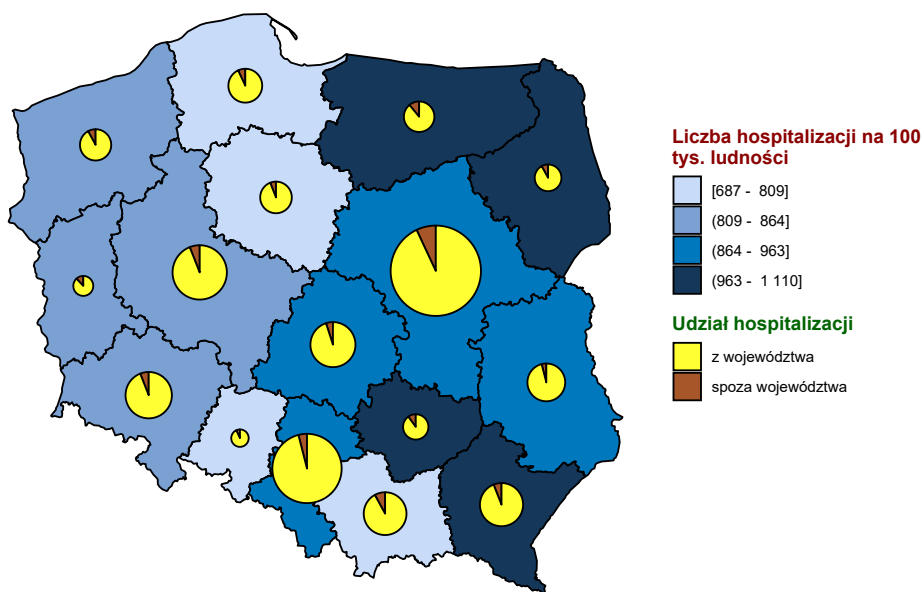 Liczba hospitalizacji na 100
tys. ludności
[687 - 809]
(809 - 864]
(864 - 963]
(963 - 1 110]
Udział hospitalizacji
z województwa
spoza województwa